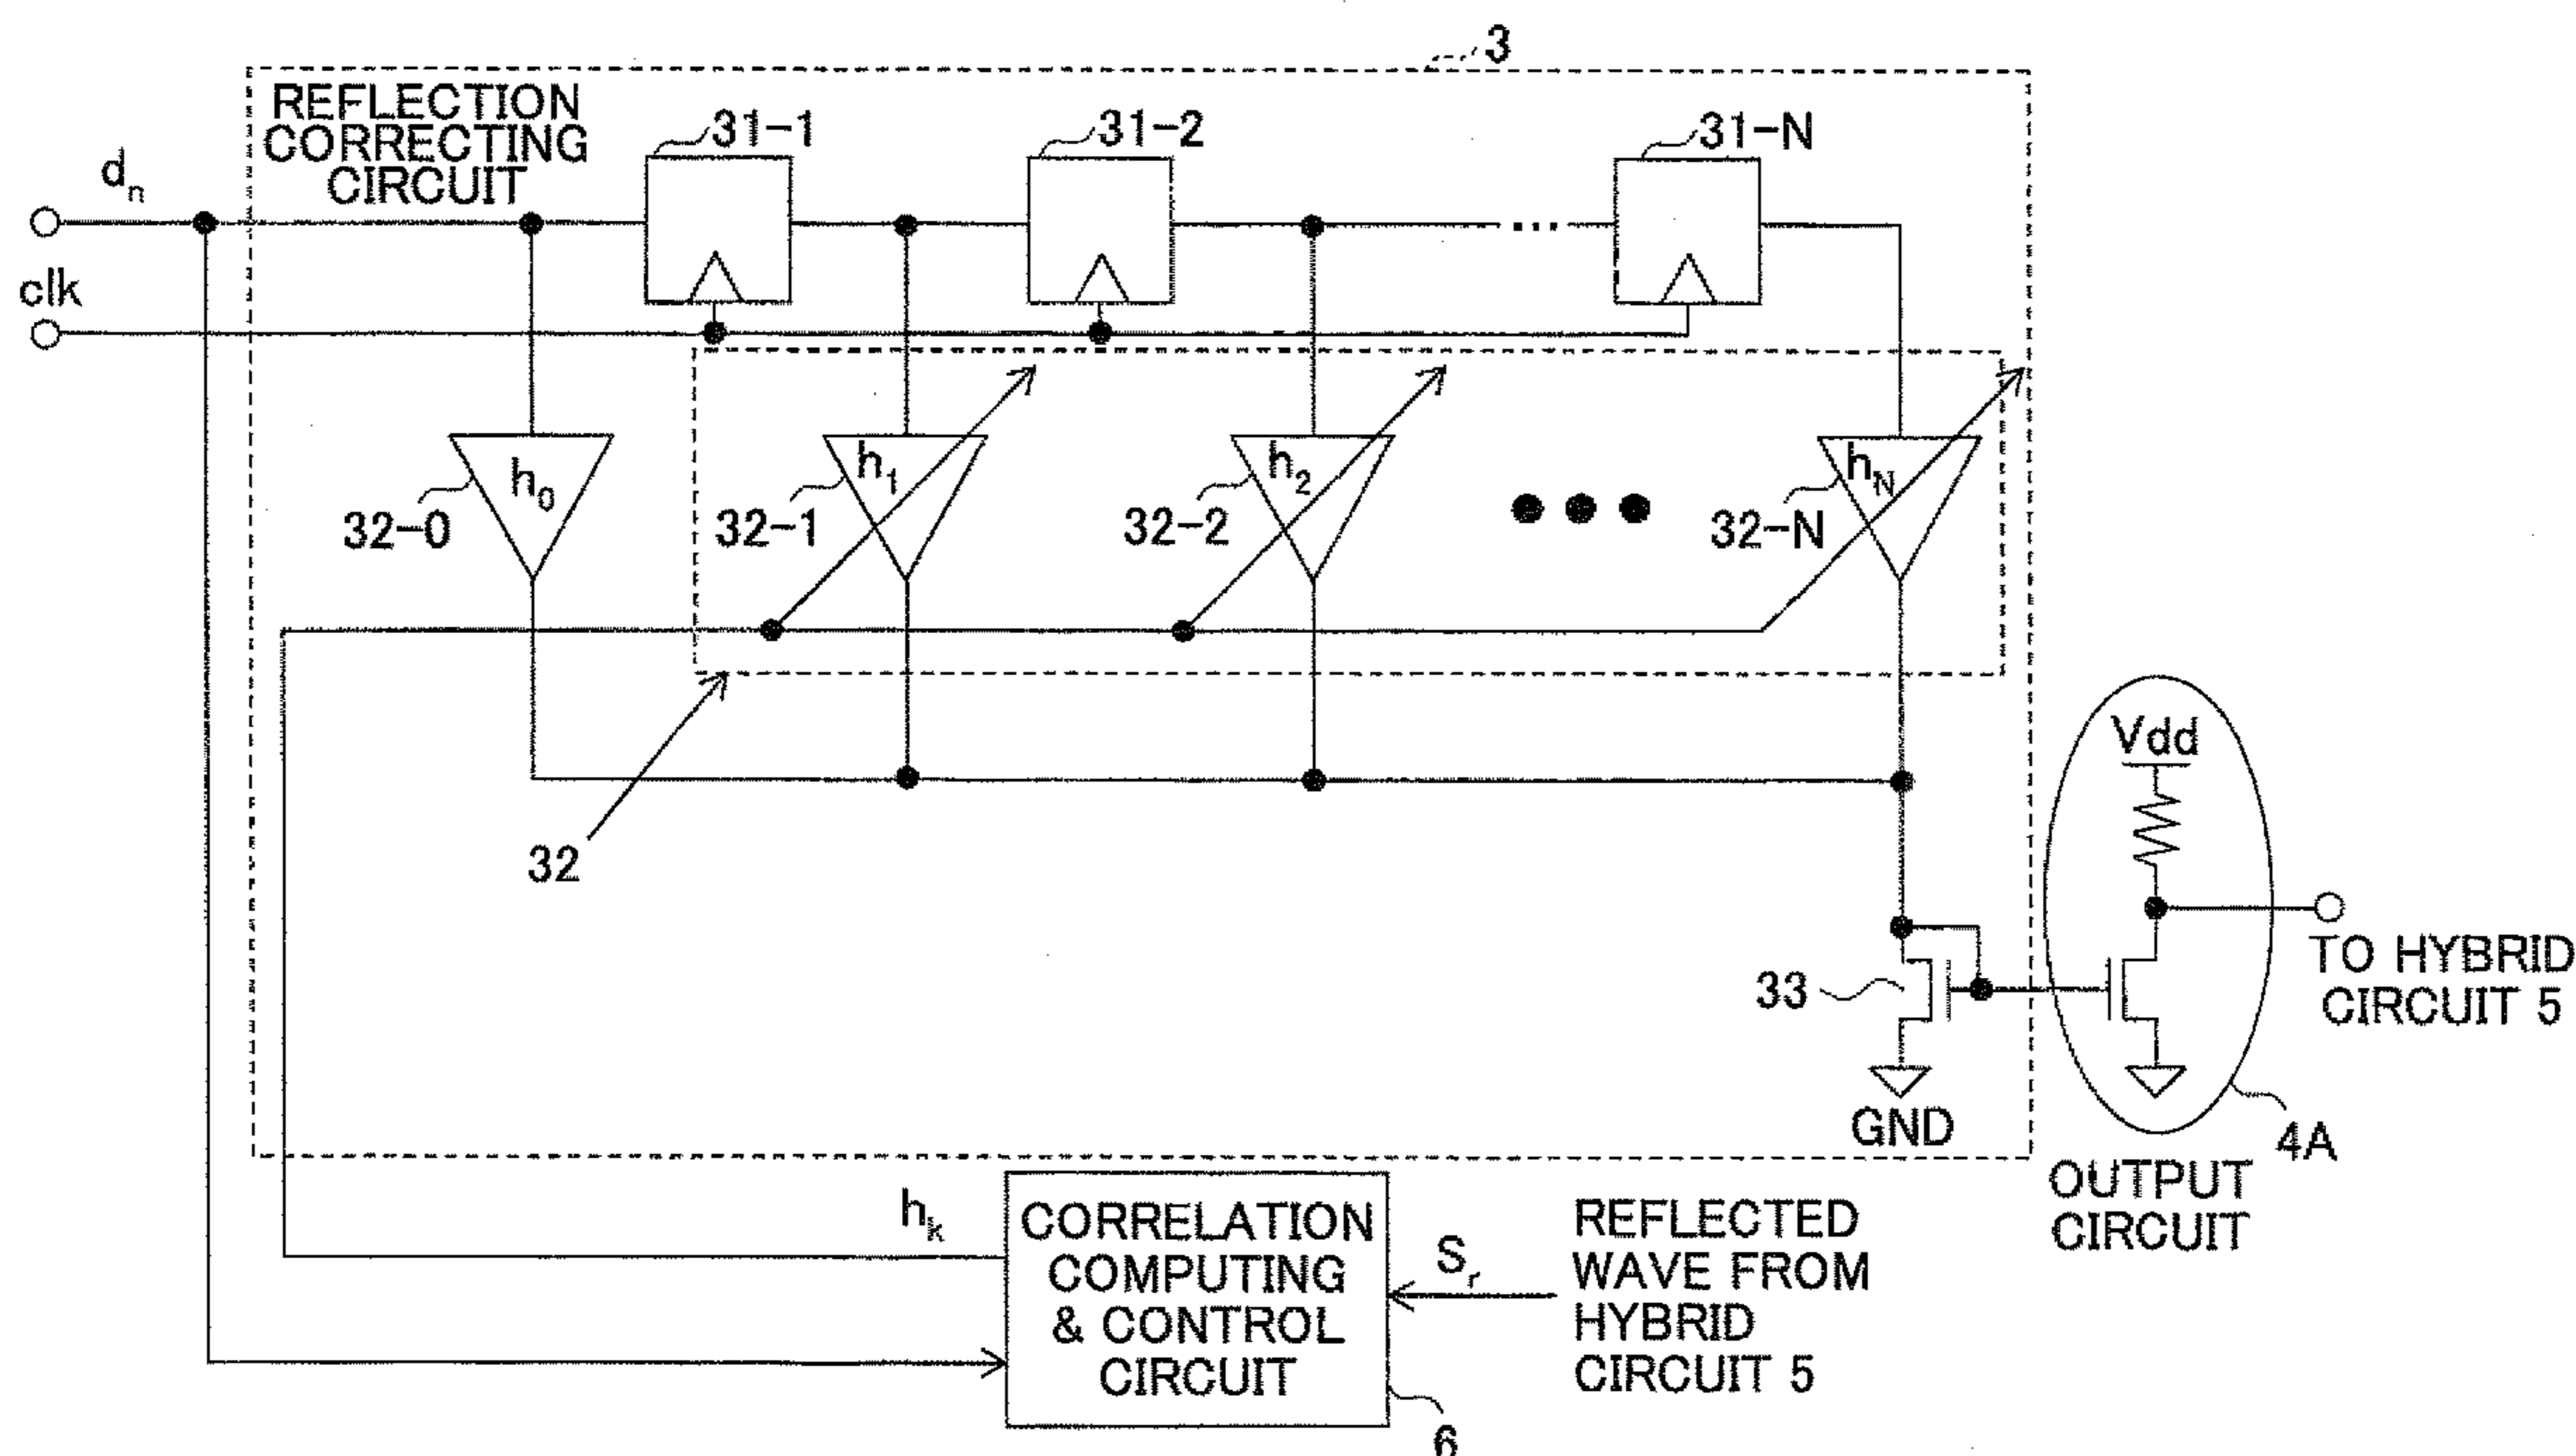 3
REFLECTION
CORRECTING
CIRCUIT
31-1
31-2
31-N
dₙ
clk
h₀
h₁
h₂
h_N
32-0
32-1
32-2
32-N
32
Vdd
33
TO HYBRID
CIRCUIT 5
GND
4A
OUTPUT
CIRCUIT
hₖ
CORRELATION
COMPUTING
& CONTROL
CIRCUIT
Sᵣ
REFLECTED
WAVE FROM
HYBRID
CIRCUIT 5
6